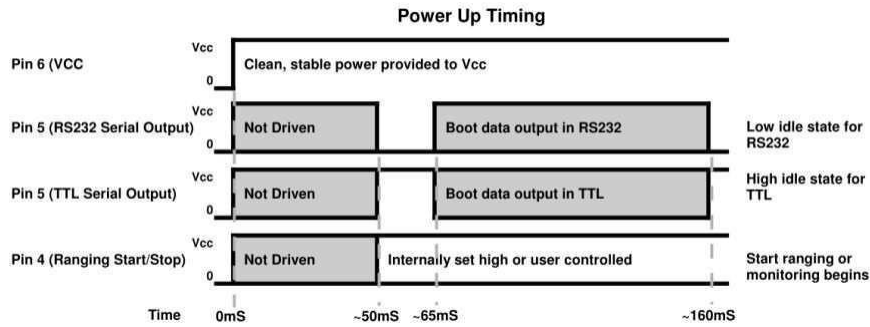 Power Up Timing
Pin 6 (VCC
Vcc
0
Clean, stable power provided to Vcc
Pin 5 (RS232 Serial Output)
Vcc
0
Not Driven
Boot data output in RS232
Low idle state for
RS232
Pin 5 (TTL Serial Output)
Vcc
0
Not Driven
Boot data output in TTL
High idle state for
TTL
Pin 4 (Ranging Start/Stop)
Vcc
0
Not Driven
Internally set high or user controlled
Start ranging or
monitoring begins
Time
0mS
~50mS
~65mS
~160mS